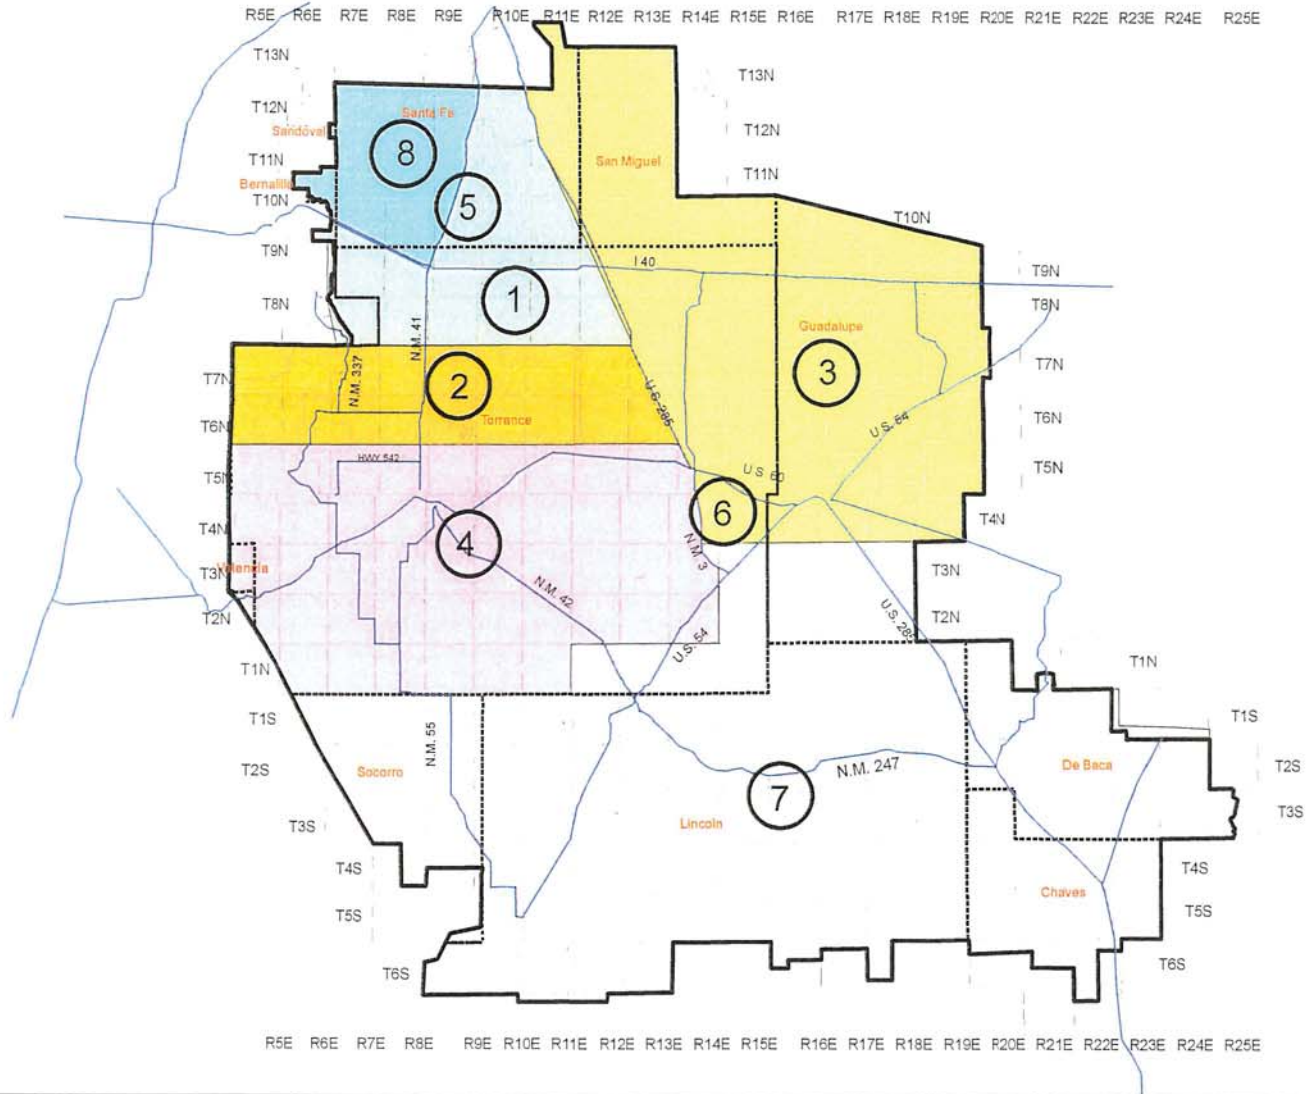 R5E R6E R7E R8E R9E R10E R11E R12E R13E R14E R15E R16E R17E R18E R19E R20E R21E R22E R23E R24E R25E
T13N
T13N
T12N
Santa Fe
Sandoval
T12N
8
T11N
San Miguel
T11N
Bernalillo
T10N
5
T10N
T9N
I 40
T9N
T8N
1
T8N
N.M. 41
Guadalupe
T7N
N.M. 337
2
3
T7N
U.S. 285
T6N
Torrance
U.S. 54
T6N
T5N
HWY 542
U.S. 60
T5N
6
T4N
4
T4N
N.M. 3
T3N
Valencia
N.M. 42
T3N
T2N
U.S. 54
U.S. 285
T2N
T1N
T1N
T1S
N.M. 55
T1S
T2S
Socorro
N.M. 247
De Baca
T2S
7
T3S
Lincoln
T3S
T4S
T4S
Chaves
T5S
T5S
T6S
T6S
R5E R6E R7E R8E R9E R10E R11E R12E R13E R14E R15E R16E R17E R18E R19E R20E R21E R22E R23E R24E R25E